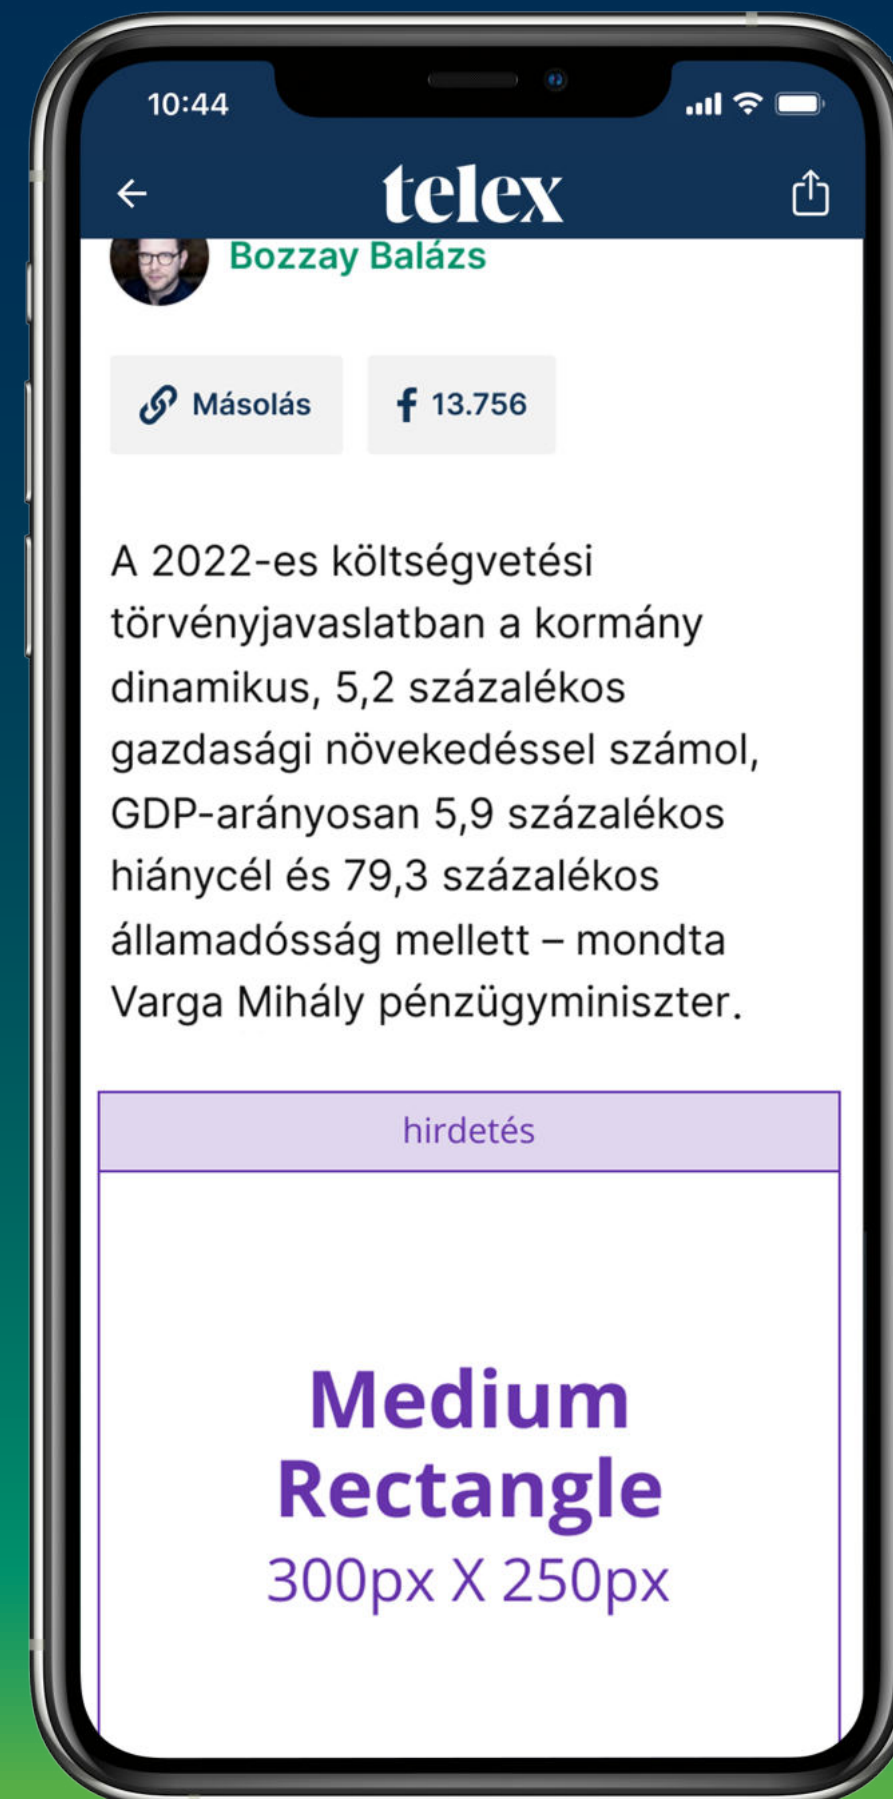 10:44
telex
Bozzay Balázs
Másolás
f 13.756
A 2022-es költségvetési
törvényjavaslatban a kormány
dinamikus, 5,2 százalékos
gazdasági növekedéssel számol,
GDP-arányosan 5,9 százalékos
hiánycél és 79,3 százalékos
államadósság mellett – mondta
Varga Mihály pénzügyminiszter.
hirdetés
Medium
Rectangle
300px X 250px